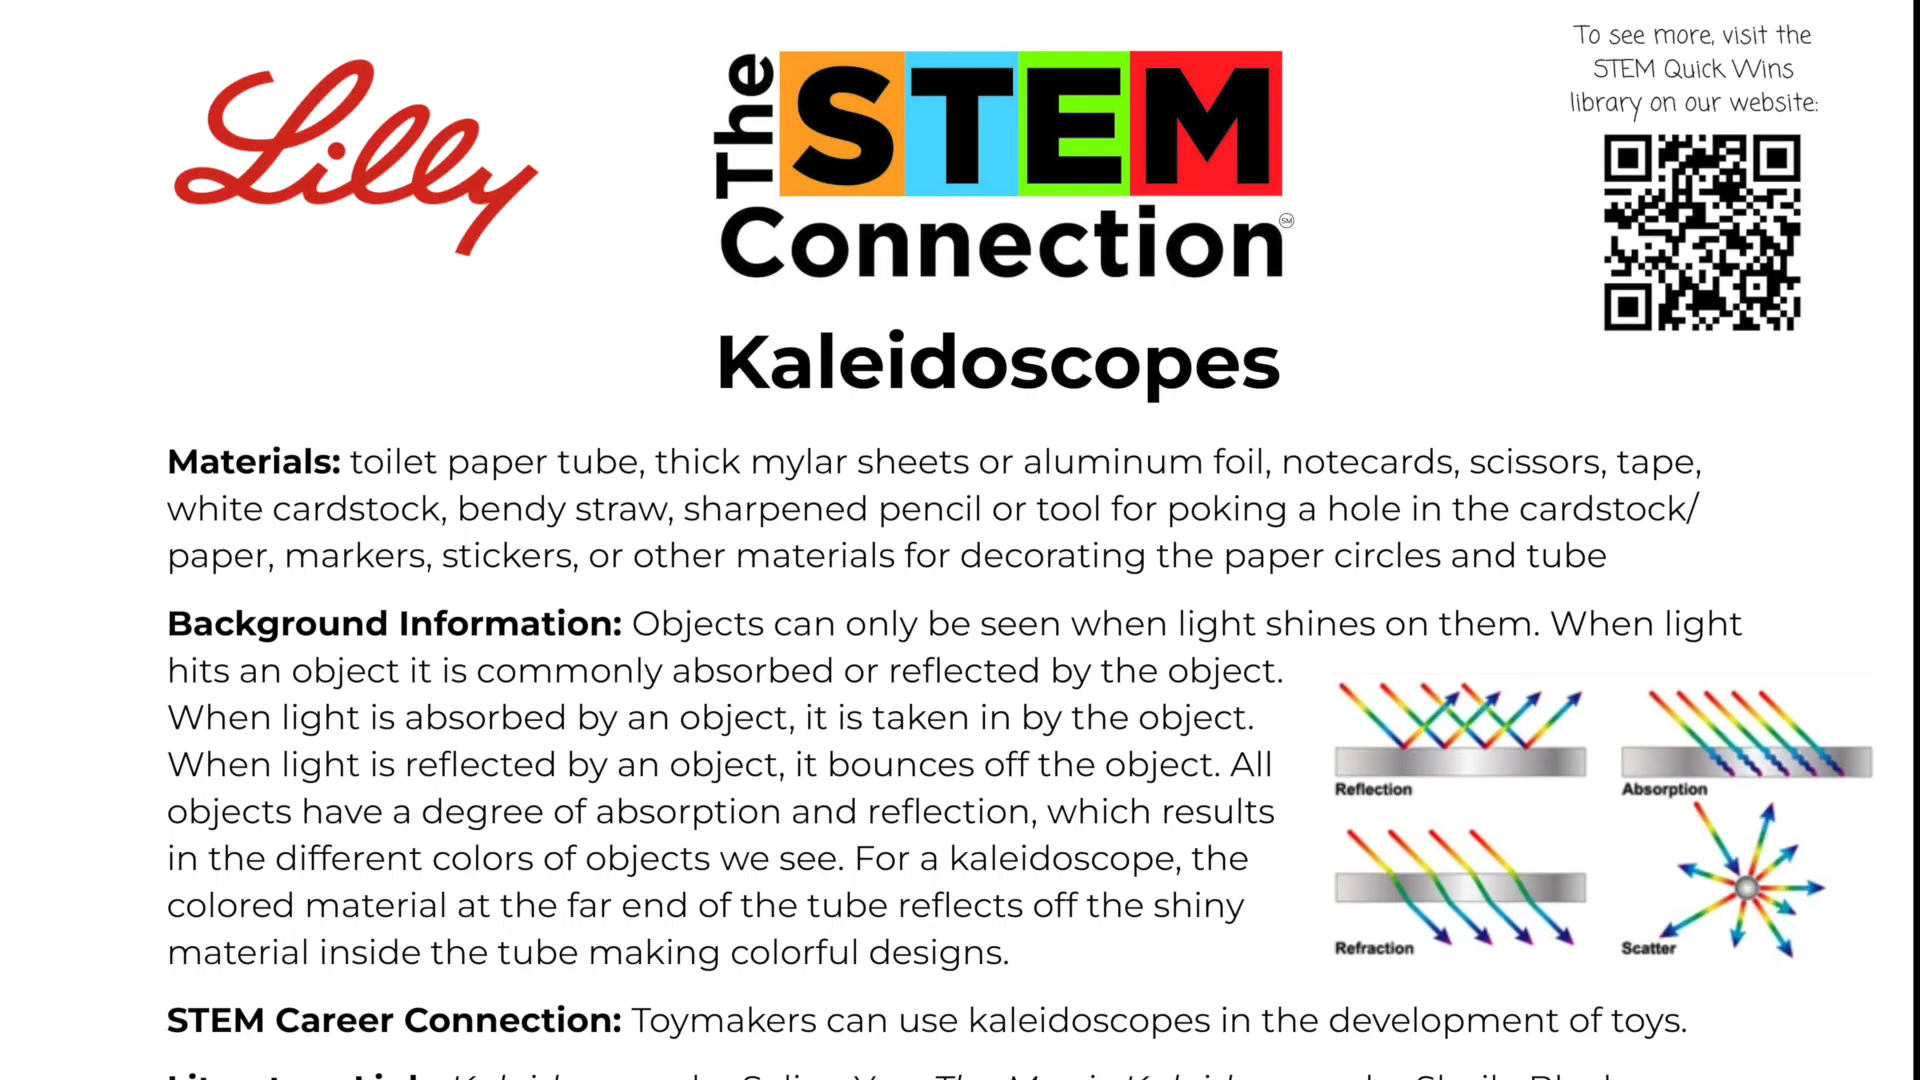 Lilly
The STEM
Connection
SM
To see more, visit the
STEM Quick Wins
library on our website:
Kaleidoscopes
Materials: toilet paper tube, thick mylar sheets or aluminum foil, notecards, scissors, tape,
white cardstock, bendy straw, sharpened pencil or tool for poking a hole in the cardstock/
paper, markers, stickers, or other materials for decorating the paper circles and tube
Background Information: Objects can only be seen when light shines on them. When light
hits an object it is commonly absorbed or reflected by the object.
When light is absorbed by an object, it is taken in by the object.
When light is reflected by an object, it bounces off the object. All
objects have a degree of absorption and reflection, which results
in the different colors of objects we see. For a kaleidoscope, the
colored material at the far end of the tube reflects off the shiny
material inside the tube making colorful designs.
Reflection
Absorption
Refraction
Scatter
STEM Career Connection: Toymakers can use kaleidoscopes in the development of toys.